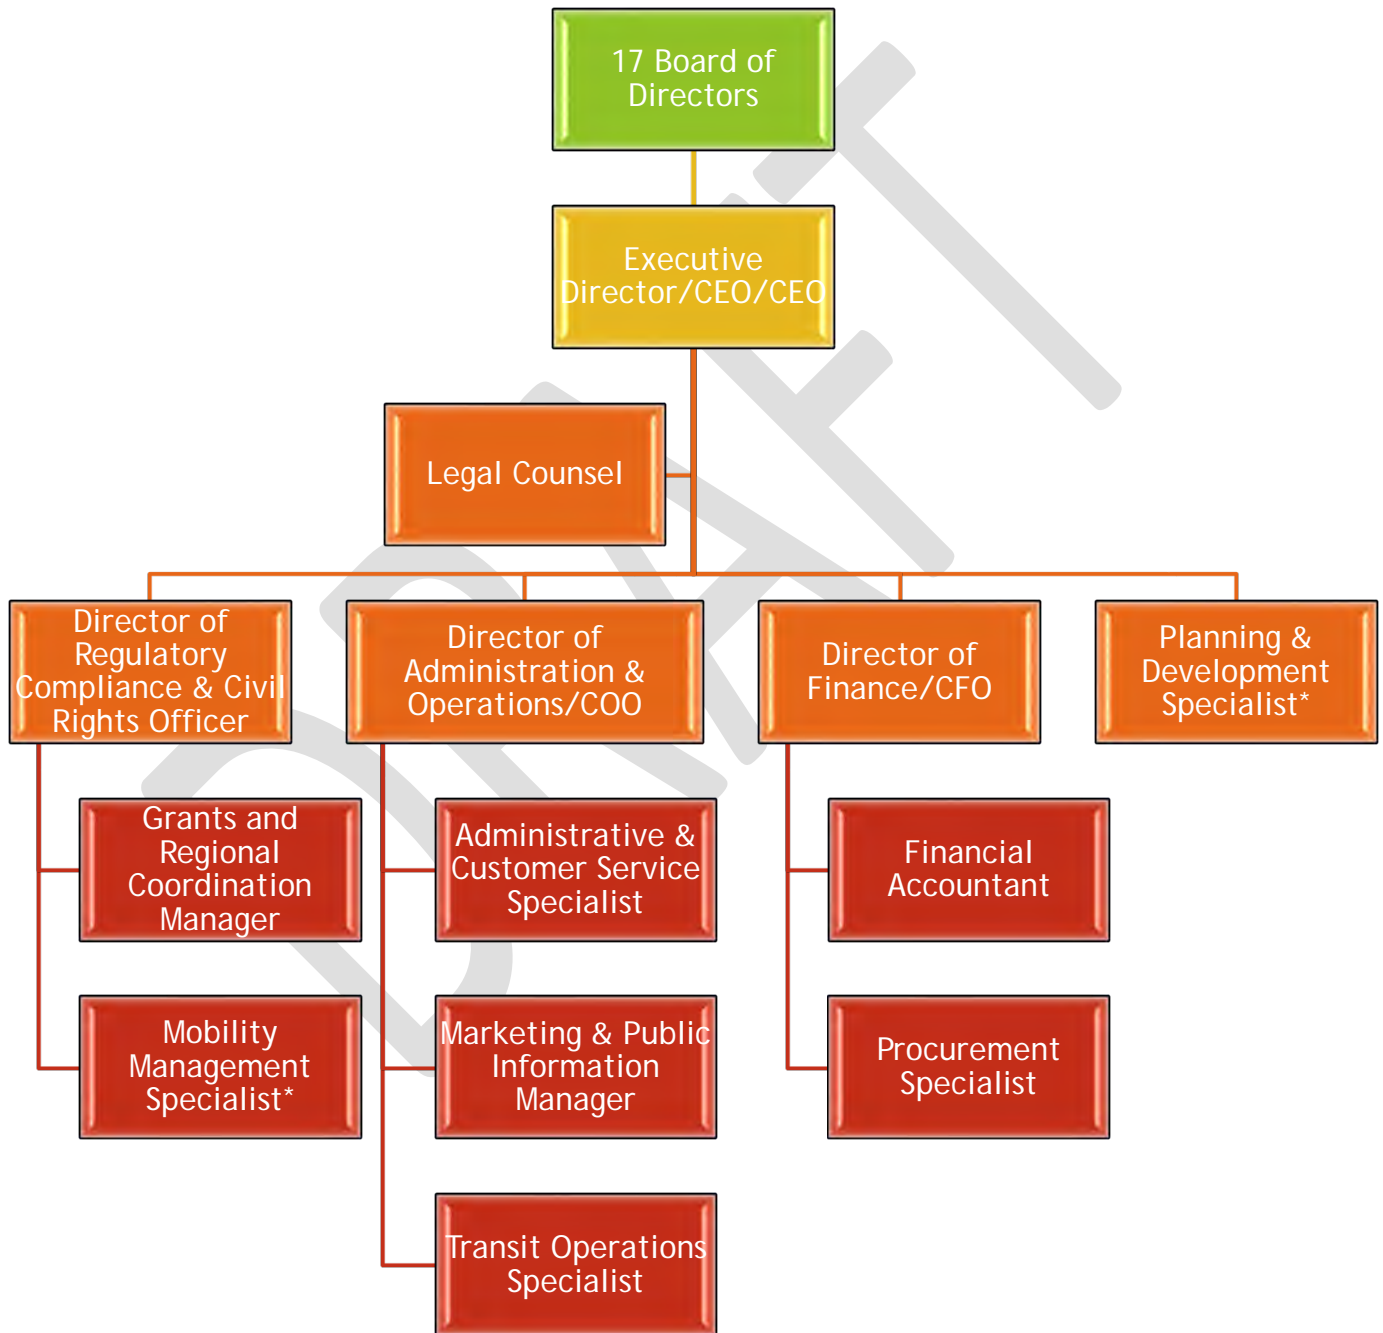 17 Board of
Directors
Executive
Director/CEO/CEO
Legal Counsel
Director of
Regulatory
Compliance & Civil
Rights Officer
Director of
Administration &
Operations/COO
Director of
Finance/CFO
Planning &
Development
Specialist*
Grants and
Regional
Coordination
Manager
Administrative &
Customer Service
Specialist
Financial
Accountant
Mobility
Management
Specialist*
Marketing & Public
Information
Manager
Procurement
Specialist
Transit Operations
Specialist
DRAFT